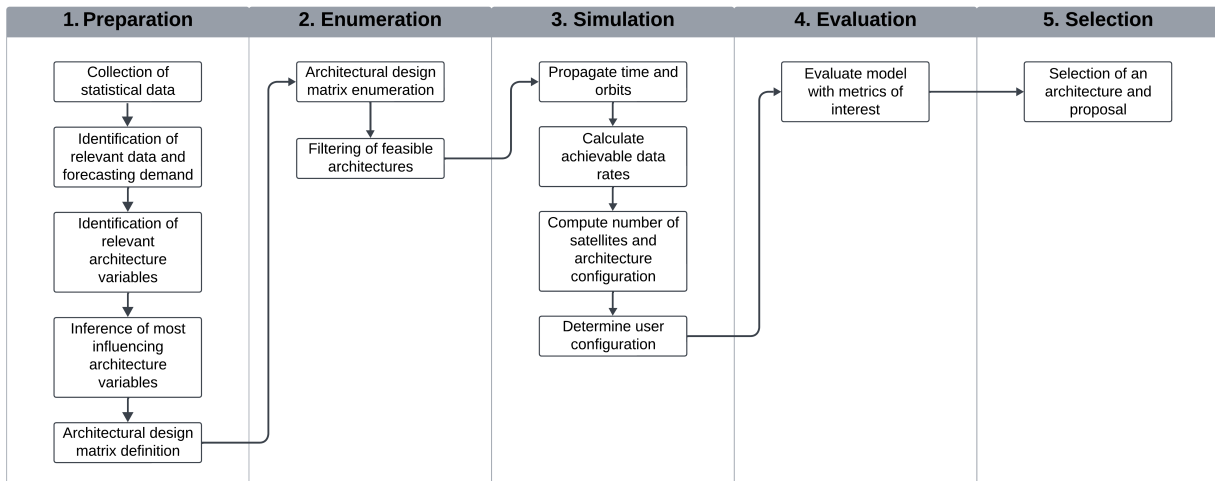 1. Preparation
Collection of
statistical data
Identification of
relevant data and
forecasting demand
Identification of
relevant
architecture
variables
Inference of most
influencing
architecture
variables
Architectural design
matrix definition
2. Enumeration
Architectural design
matrix enumeration
Filtering of feasible
architectures
3. Simulation
Propagate time and
orbits
Calculate
achievable data
rates
Compute number of
satellites and
architecture
configuration
Determine user
configuration
4. Evaluation
Evaluate model
with metrics of
interest
5. Selection
Selection of an
architecture and
proposal